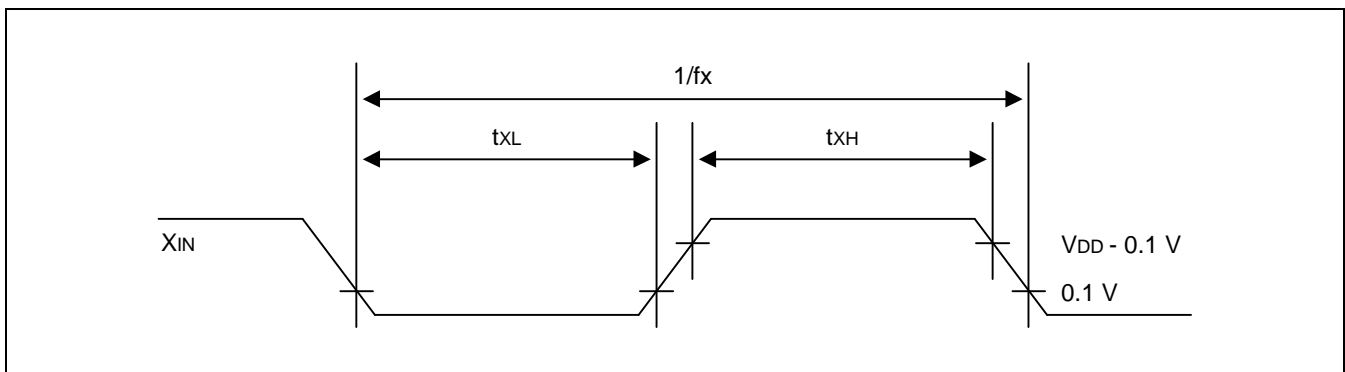 1/fx
tXL
tXH
XIN
VDD - 0.1 V
0.1 V